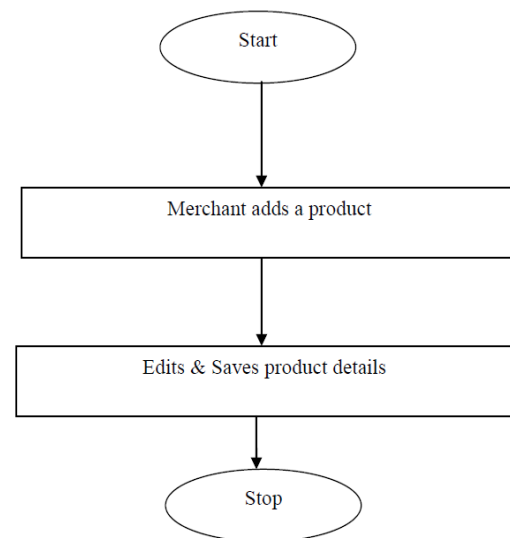 Start
Merchant adds a product
Edits & Saves product details
Stop